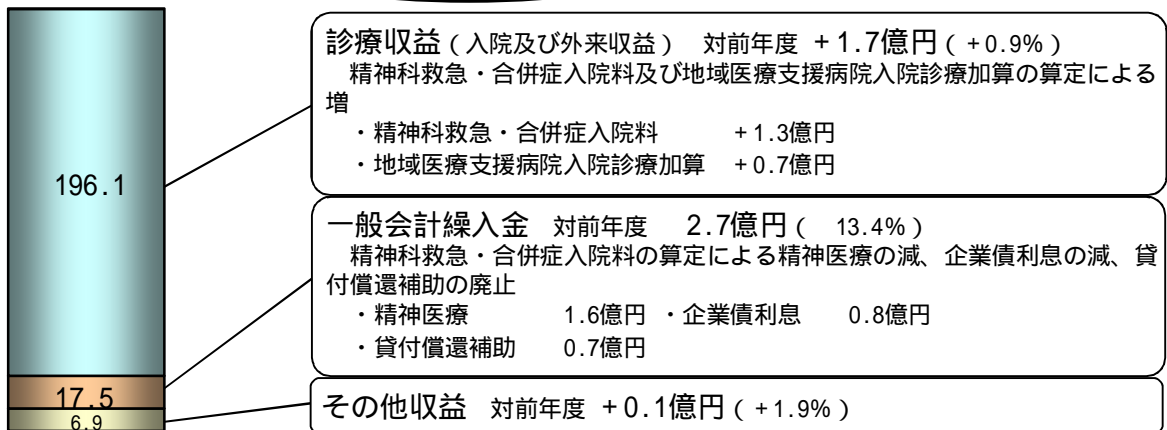 診療収益(入院及び外来収益) 対前年度 +1.7億円(+0.9%)
精神科救急・合併症入院料及び地域医療支援病院入院診療加算の算定による
増
・精神科救急・合併症入院料 +1.3億円
・地域医療支援病院入院診療加算 +0.7億円
196.1
一般会計繰入金 対前年度 2.7億円( 13.4%)
精神科救急・合併症入院料の算定による精神医療の減、企業債利息の減、貸
付償還補助の廃止
・精神医療 1.6億円 ・企業債利息 0.8億円
・貸付償還補助 0.7億円
17.5
その他収益 対前年度 +0.1億円(+1.9%)
6.9